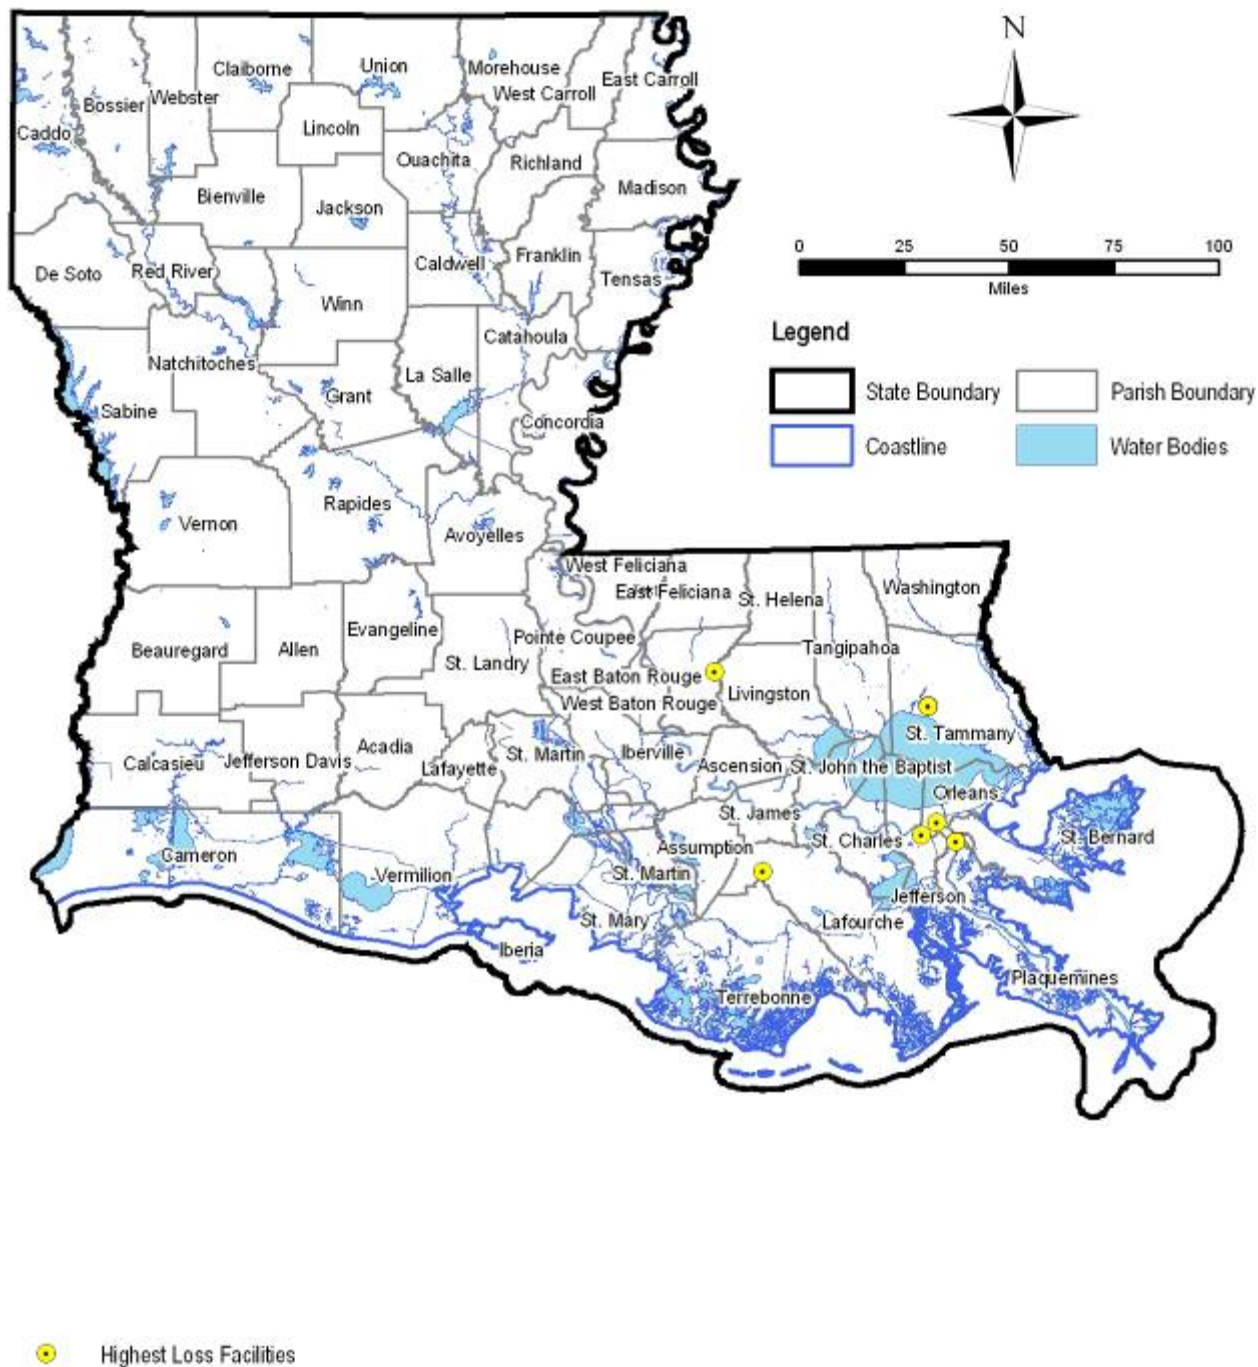 N
Claiborne
Union
Morehouse
West Carroll
East Carroll
Bossier
Webster
Caddo
Lincoln
Ouachita
Richland
Madison
Bienville
Jackson
De Soto
Red River
Caldwell
Franklin
Tensas
Winn
0 25 50 75 100
Miles
Legend
State Boundary
Parish Boundary
Coastline
Water Bodies
Natchitoches
Catahoula
La Salle
Grant
Sabine
Concordia
Vernon
Rapides
Avoyelles
West Feliciana
East Feliciana
St. Helena
Washington
Beauregard
Allen
Evangeline
Pointe Coupee
Tangipahoa
St. Landry
East Baton Rouge
Livingston
West Baton Rouge
St. Tammany
Calcasieu
Jefferson Davis
Acadia
Lafayette
St. Martin
Iberville
Ascension
St. John the Baptist
Orleans
St. James
St. Charles
St. Bernard
Cameron
Vermilion
Assumption
St. Martin
Jefferson
St. Mary
Lafourche
Iberia
Terrebonne
Plaquemines
Highest Loss Facilities